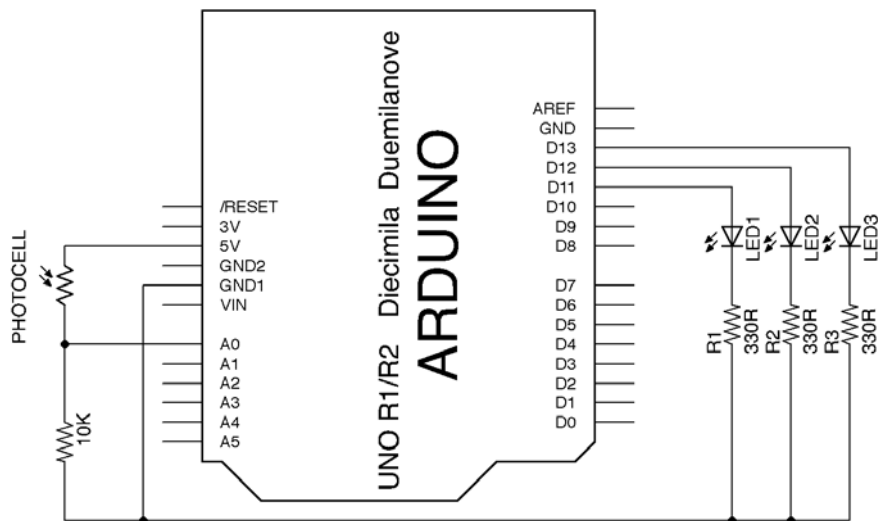 PHOTOCELL
10K
/RESET
3V
5V
GND2
GND1
VIN
A0
A1
A2
A3
A4
A5
UNO R1/R2 Diecimila Duemilanove
ARDUINO
AREF
GND
D13
D12
D11
D10
D9
D8
D7
D6
D5
D4
D3
D2
D1
D0
LED1
LED2
LED3
R1
330R
R2
330R
R3
330R